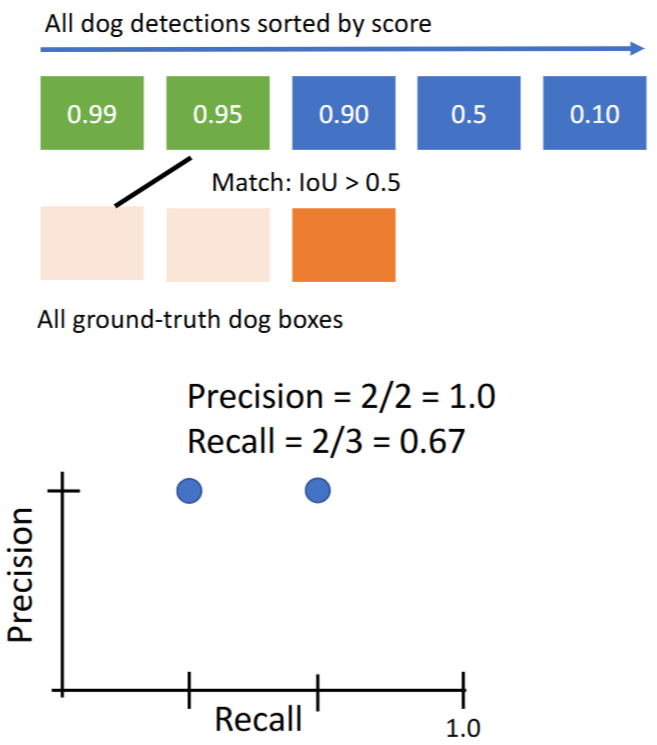 All dog detections sorted by score
0.99 0.95 0.90 0.5 0.10
Match: IoU > 0.5
All ground-truth dog boxes
Precision = 2/2 = 1.0
Recall = 2/3 = 0.67
Precision
Recall
1.0